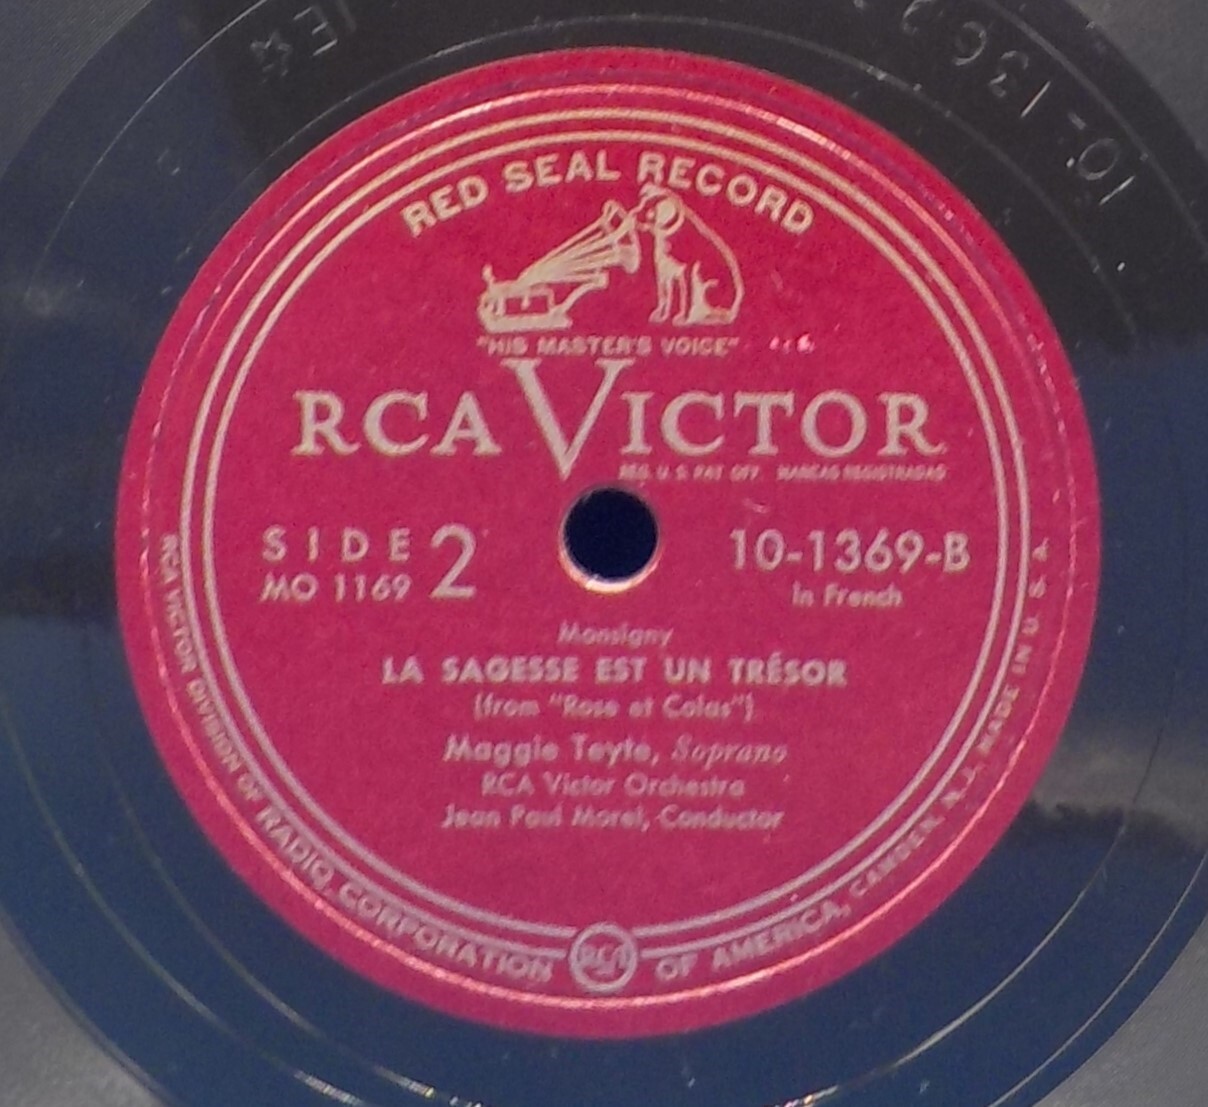 RED SEAL RECORD
"HIS MASTER'S VOICE"
RCA VICTOR
REG. U.S. PAT. OFF. MARCAS REGISTRADAS
SIDE 2
MO 1169
10-1369-B
In French
Monsigny
LA SAGESSE EST UN TRÉSOR
(from "Rose et Colas")
Maggie Teyte, Soprano
RCA Victor Orchestra
Jean Paul Morel, Conductor
RCA VICTOR DIVISION OF RADIO CORPORATION RCA OF AMERICA, CAMDEN, N.J. MADE IN U.S.A.